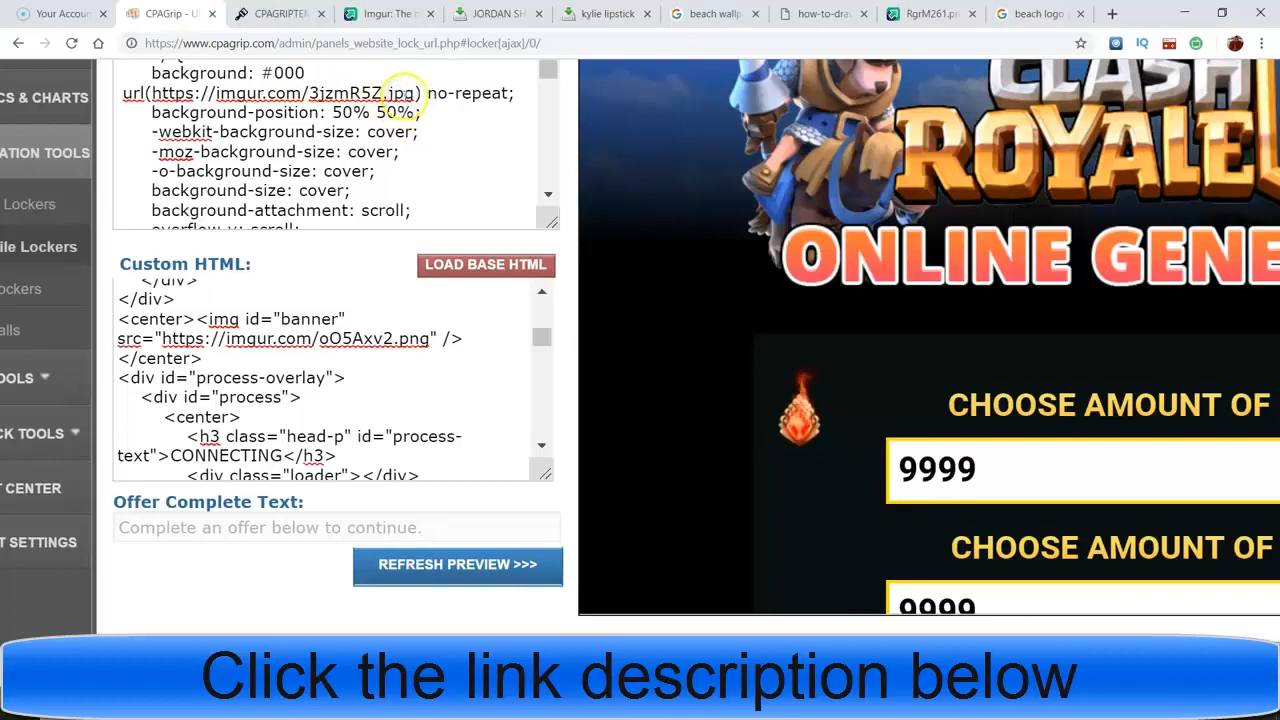 Your Accoun
CPAGrip - U
CPAGRIPTEM
Imgur: The m
JORDAN SH
kylie lipstick
beach wallp
how-to-draw
RgrM261.pn
beach logo
https://www.cpagrip.com/admin/panels_website_lock_url.php#locker[ajax]/0/
CS & CHARTS
ATION TOOLS
Lockers
ile Lockers
ockers
alls
OOLS
CK TOOLS
T CENTER
T SETTINGS
background: #000
url(https://imgur.com/3jzmR5Z.jpg) no-repeat;
background-position: 50% 50%;
-webkit-background-size: cover;
-moz-background-size: cover;
-o-background-size: cover;
background-size: cover;
background-attachment: scroll;
overflow-y: scroll;
Custom HTML:
LOAD BASE HTML
</div>
</div>
<center><img id="banner"
src="https://imgur.com/oO5Axv2.png" />
</center>
<div id="process-overlay">
<div id="process">
<center>
<h3 class="head-p" id="process-
text">CONNECTING</h3>
<div class="loader"></div>
Offer Complete Text:
Complete an offer below to continue.
REFRESH PREVIEW >>>
CLASH
ROYALE
ONLINE GENE
CHOOSE AMOUNT OF
9999
CHOOSE AMOUNT OF
9999
Click the link description below